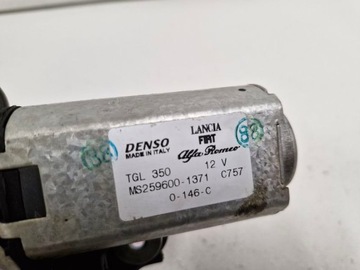 DENSO
MADE IN ITALY
LANCIA
FIAT
Alfa Romeo
TGL 350
12 V
MS259600-1371 C757
0-146-C